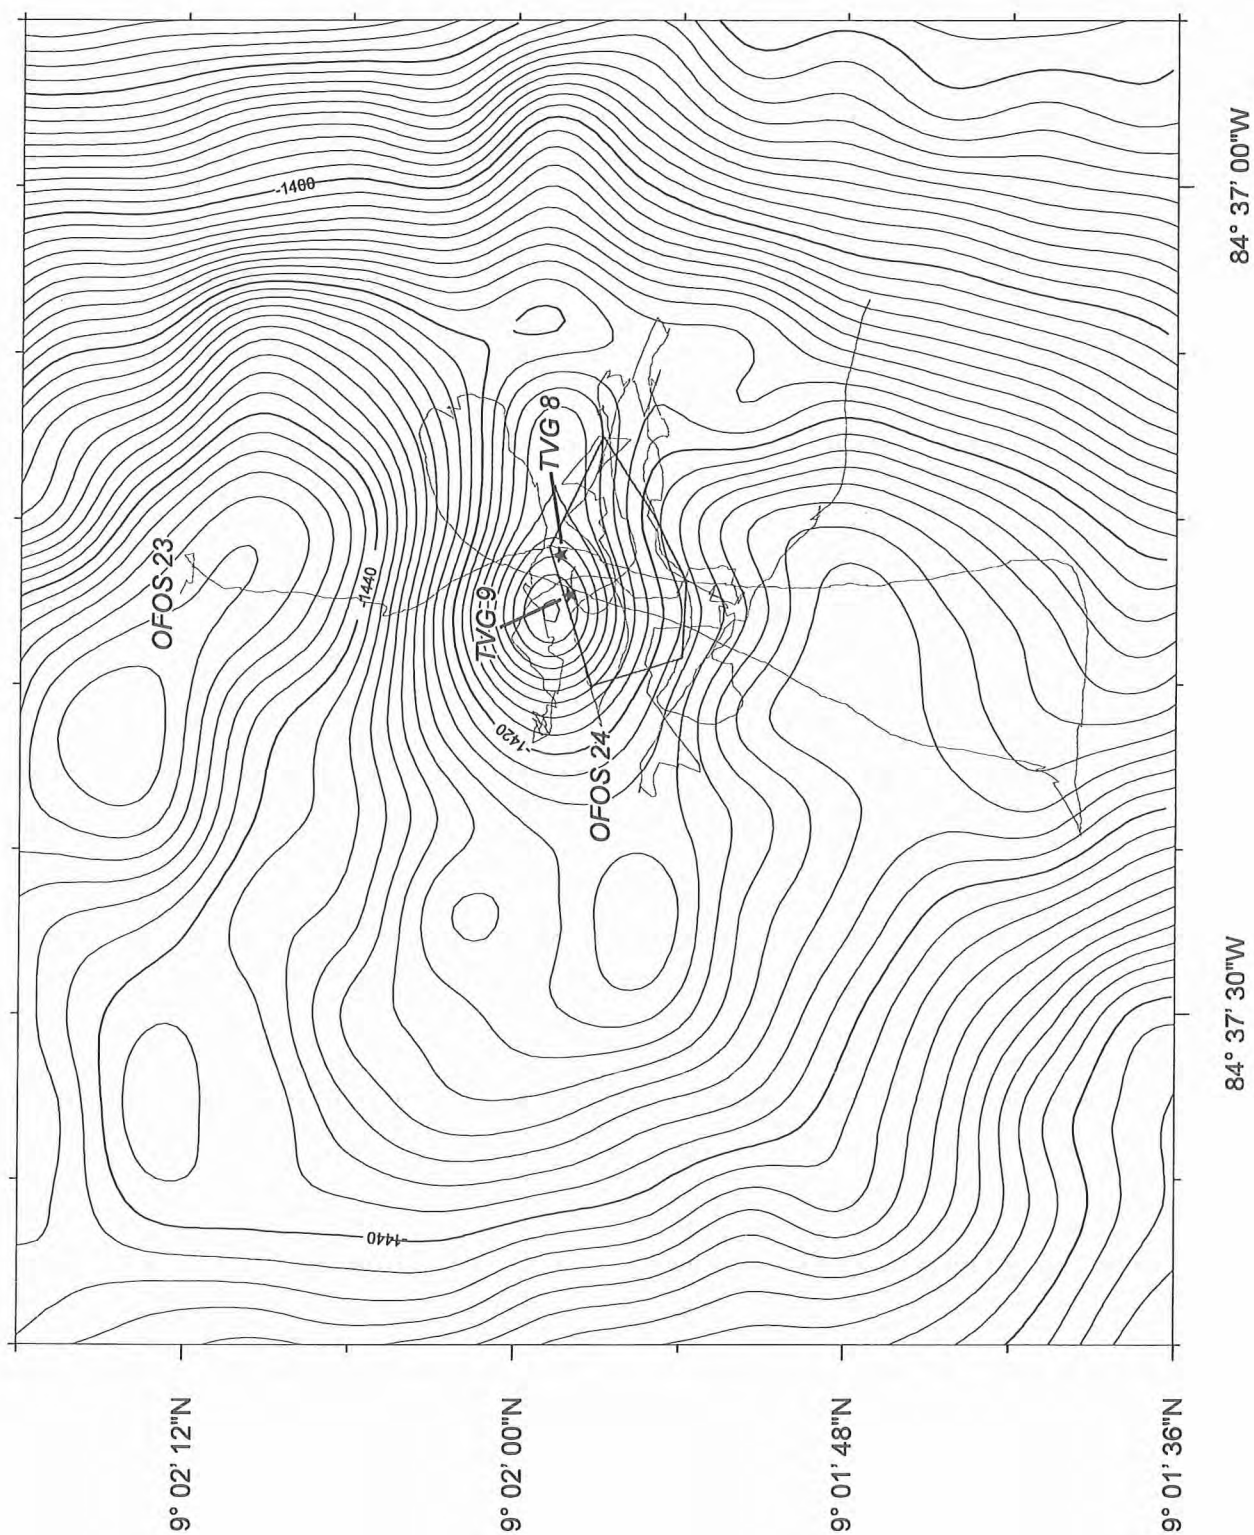 -1400
TVG 8
OFOS 23
-1440
TVG 9
-1420
OFOS 24
-1440
9° 02' 12"N
9° 02' 00"N
9° 01' 48"N
9° 01' 36"N
84° 37' 30"W
84° 37' 00"W